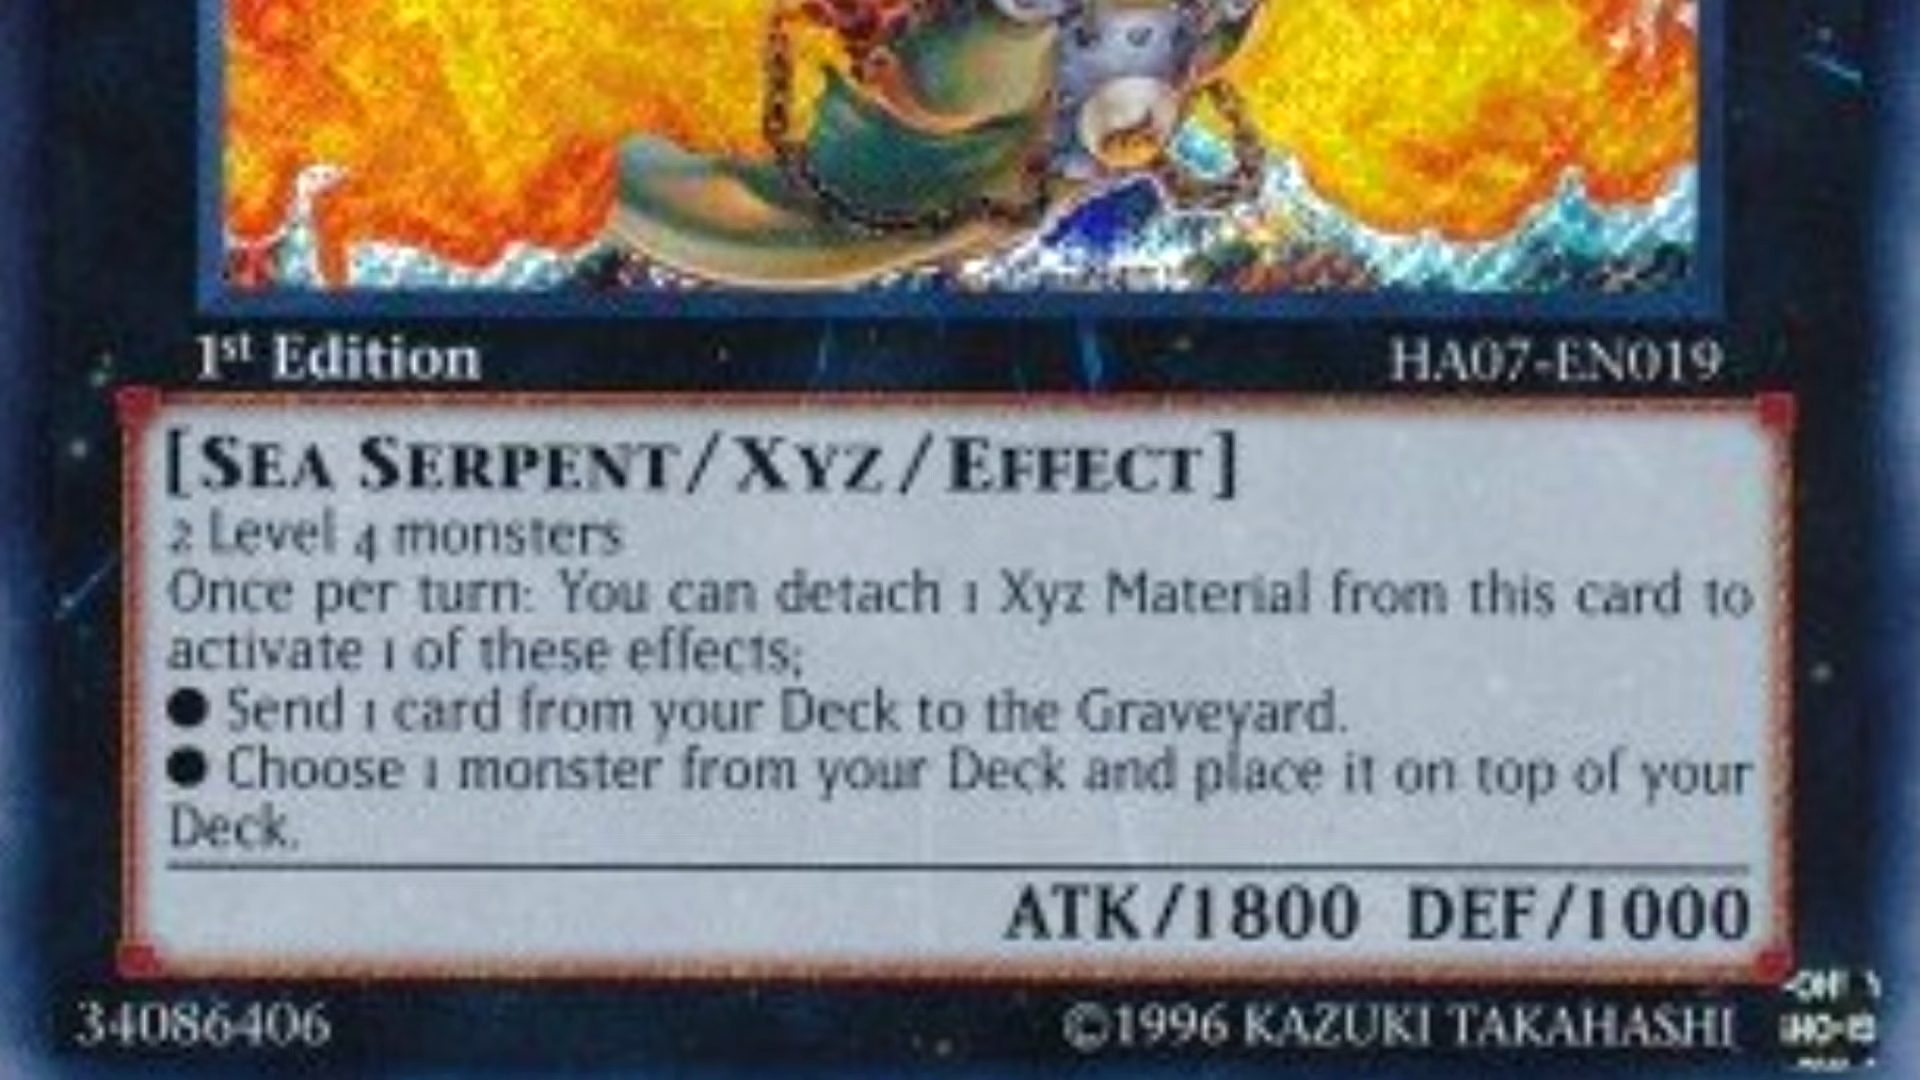 1st Edition HA07-EN019
[SEA SERPENT/XYZ/EFFECT]
2 Level 4 monsters
Once per turn: You can detach 1 Xyz Material from this card to
activate 1 of these effects;
● Send 1 card from your Deck to the Graveyard.
● Choose 1 monster from your Deck and place it on top of your
Deck.
ATK/1800 DEF/1000
34086406 ©1996 KAZUKI TAKAHASHI